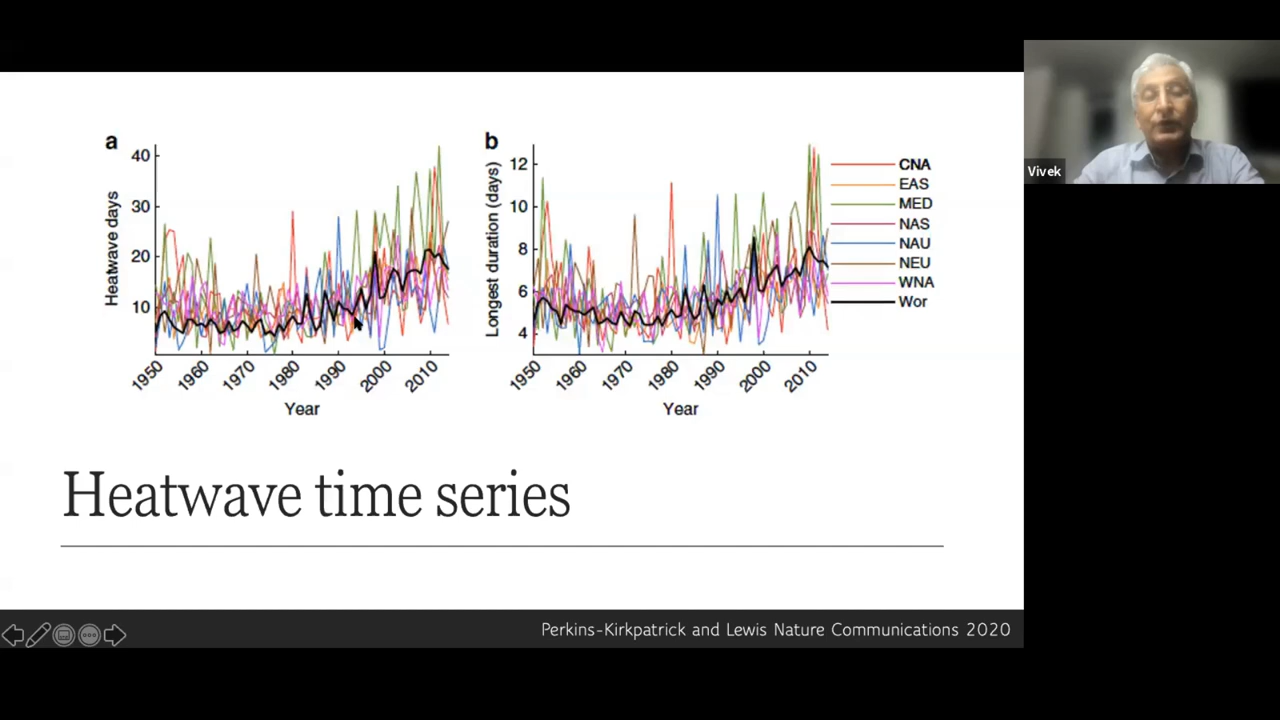 a
Heatwave days
40
30
20
10
1950 1960 1970 1980 1990 2000 2010
Year
b
Longest duration (days)
12
10
8
6
4
1950 1960 1970 1980 1990 2000 2010
Year
CNA
EAS
MED
NAS
NAU
NEU
WNA
Wor
Vivek
Heatwave time series
Perkins-Kirkpatrick and Lewis Nature Communications 2020